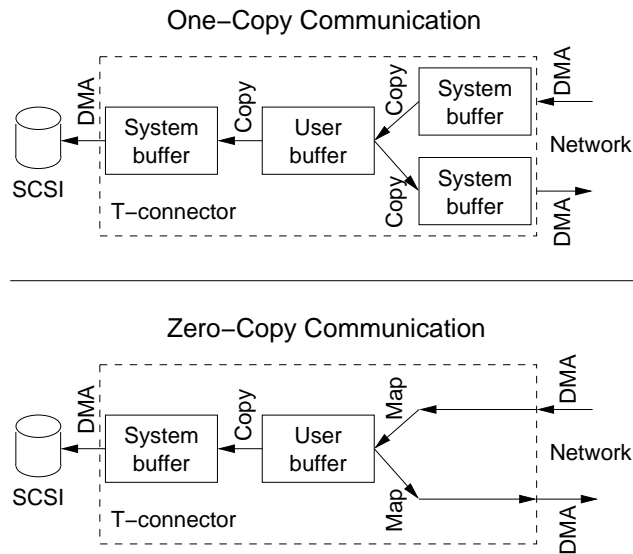 One−Copy Communication
DMA
System
buffer
Copy
DMA
Copy
System
buffer
User
buffer
Network
SCSI
System
buffer
T−connector
Copy
DMA
Zero−Copy Communication
DMA
Map
DMA
Copy
System
buffer
User
buffer
Network
SCSI
T−connector
Map
DMA